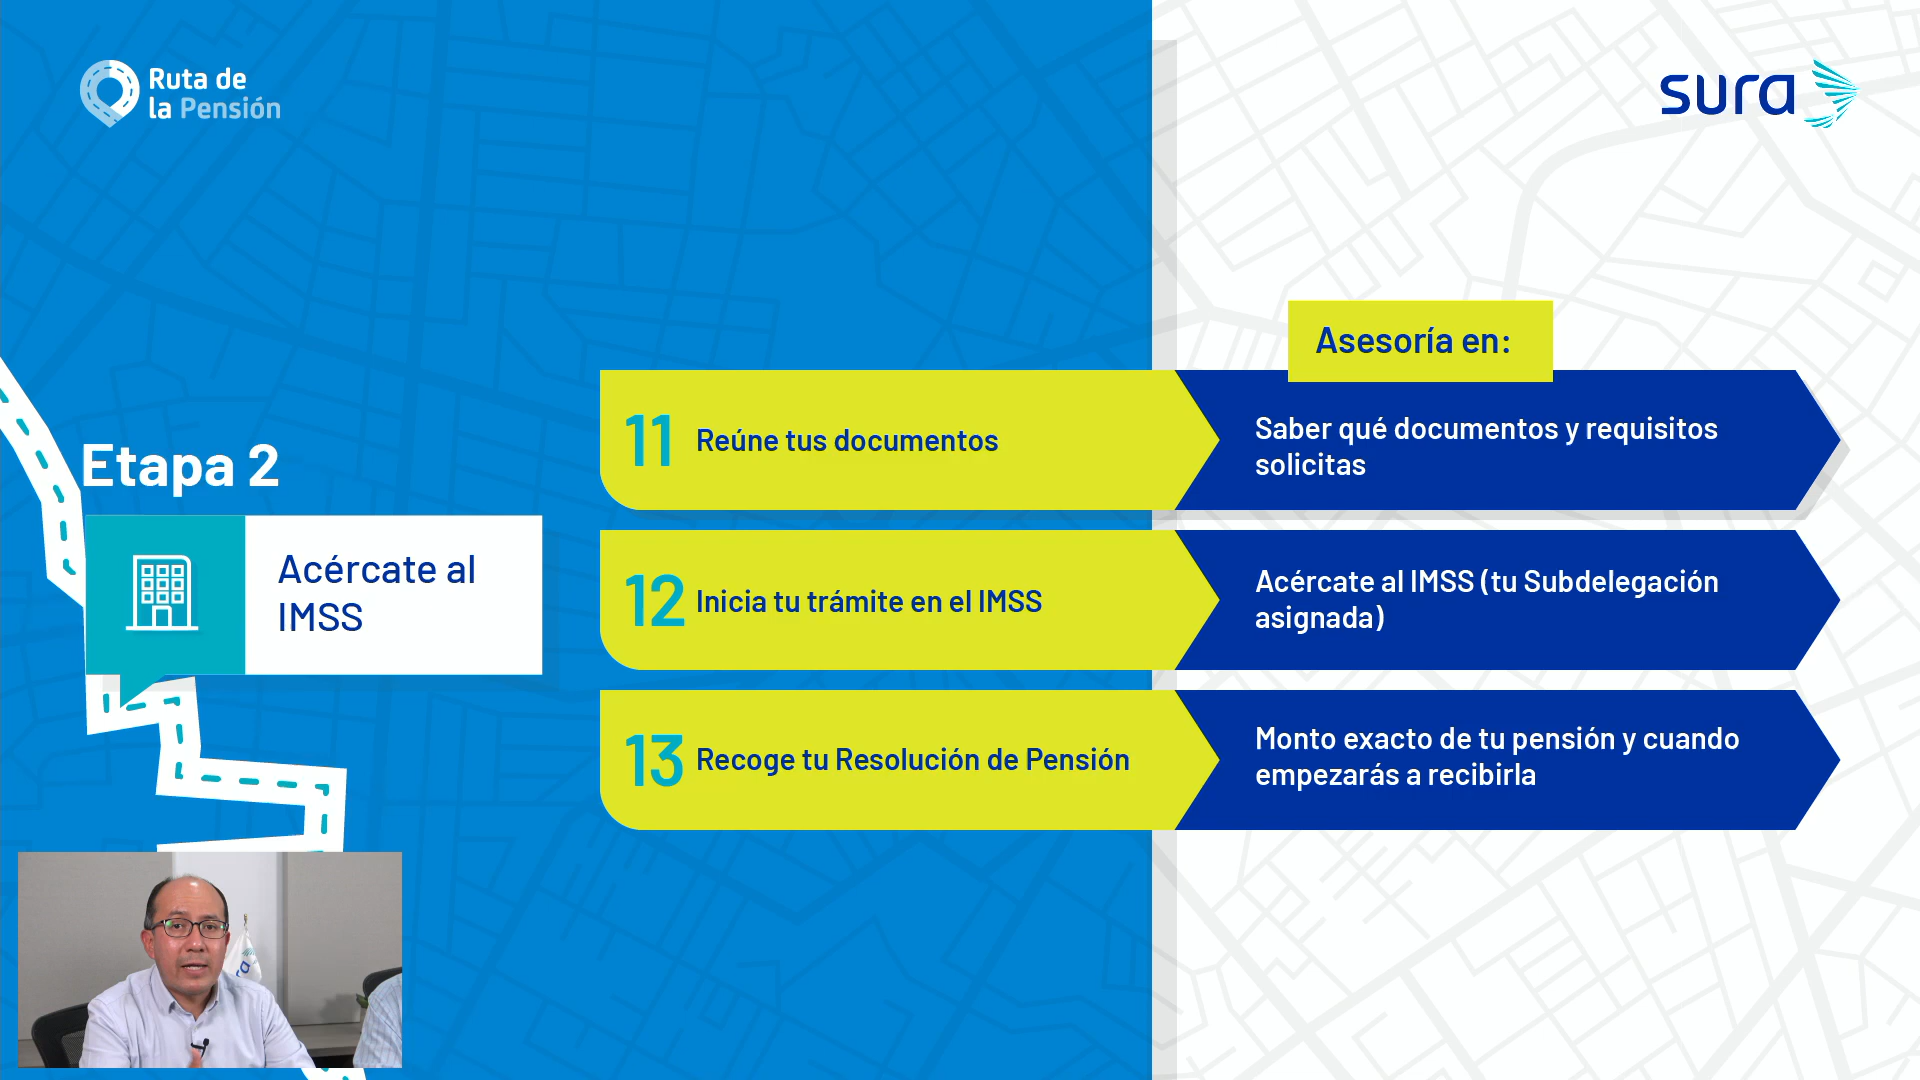 Ruta de
la Pensión
sura
Asesoría en:
Etapa 2
Acércate al
IMSS
11 Reúne tus documentos
Saber qué documentos y requisitos
solicitas
12 Inicia tu trámite en el IMSS
Acércate al IMSS (tu Subdelegación
asignada)
13 Recoge tu Resolución de Pensión
Monto exacto de tu pensión y cuando
empezarás a recibirla
ra